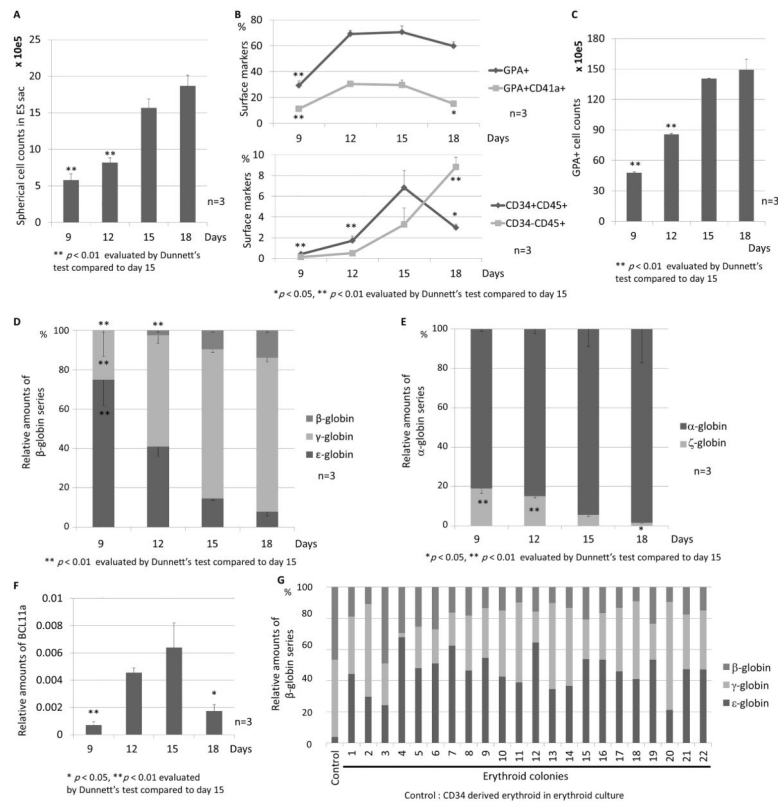 A
x 10e5
Spherical cell counts in ES sac
25
20
15
10
5
0
**
**
n=3
9 12 15 18 Days
** p < 0.01 evaluated by Dunnett's
test compared to day 15
B
%
Surface markers
80
60
40
20
0
**
**
*
GPA+
GPA+CD41a+
n=3
9 12 15 18
Days
%
Surface markers
10
8
6
4
2
0
**
**
**
*
CD34+CD45+
CD34-CD45+
n=3
9 12 15 18
Days
*p < 0.05, ** p < 0.01 evaluated by Dunnett's test compared to day 15
C
x 10e5
GPA+ cell counts
180
150
120
90
60
30
0
**
**
n=3
9 12 15 18
Days
** p < 0.01 evaluated by Dunnett's
test compared to day 15
D
%
Relative amounts of
β-globin series
100
80
60
40
20
0
** **
**
**
β-globin
γ-globin
ε-globin
n=3
9 12 15 18 Days
** p < 0.01 evaluated by Dunnett's test compared to day 15
E
%
Relative amounts of
α-globin series
100
80
60
40
20
0
**
**
*
α-globin
ζ-globin
n=3
9 12 15 18 Days
*p < 0.05, ** p < 0.01 evaluated by Dunnett's test compared to day 15
F
Relative amounts of BCL11a
0.01
0.008
0.006
0.004
0.002
0
**
*
n=3
9 12 15 18 Days
* p < 0.05, **p < 0.01 evaluated
by Dunnett's test compared to day 15
G
%
Relative amounts of
β-globin series
100
80
60
40
20
0
β-globin
γ-globin
ε-globin
Control 1 2 3 4 5 6 7 8 9 10 11 12 13 14 15 16 17 18 19 20 21 22
Erythroid colonies
Control : CD34 derived erythroid in erythroid culture